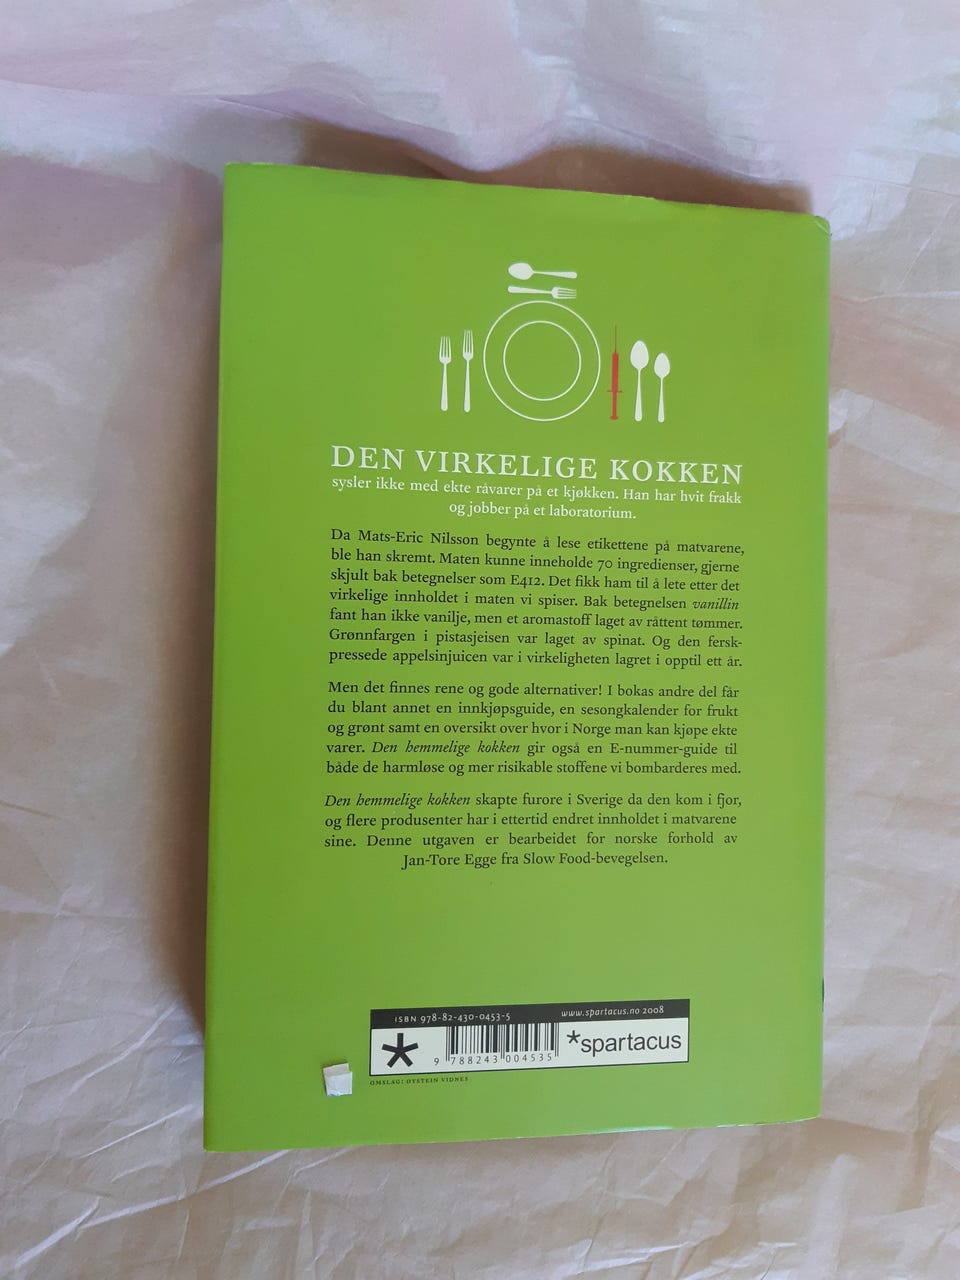 DEN VIRKELIGE KOKKEN
sysler ikke med ekte råvarer på et kjøkken. Han har hvit frakk
og jobber på et laboratorium.
Da Mats-Eric Nilsson begynte å lese etikettene på matvarene,
ble han skremt. Maten kunne inneholde 70 ingredienser, gjerne
skjult bak betegnelser som E412. Det fikk ham til å lete etter det
virkelige innholdet i maten vi spiser. Bak betegnelsen vanillin
fant han ikke vanilje, men et aromastoff laget av råttent tømmer.
Grønnfargen i pistasjeisen var laget av spinat. Og den fersk-
pressede appelsinjuicen var i virkeligheten lagret i opptil ett år.
Men det finnes rene og gode alternativer! I bokas andre del får
du blant annet en innkjøpsguide, en sesongkalender for frukt
og grønt samt en oversikt over hvor i Norge man kan kjøpe ekte
varer. Den hemmelige kokken gir også en E-nummer-guide til
både de harmløse og mer risikable stoffene vi bombarderes med.
Den hemmelige kokken skapte furore i Sverige da den kom i fjor,
og flere produsenter har i ettertid endret innholdet i matvarene
sine. Denne utgaven er bearbeidet for norske forhold av
Jan-Tore Egge fra Slow Food-bevegelsen.
ISBN 978-82-430-0453-5 www.spartacus.no 2008
*spartacus
9 788243 004535
OMSLAG: ØYSTEIN VIDNES